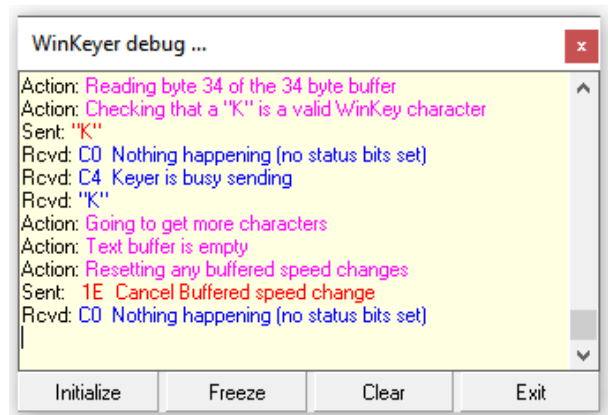 WinKeyer debug ...
x
Action: Reading byte 34 of the 34 byte buffer
Action: Checking that a "K" is a valid WinKey character
Sent: "K"
Rcvd: C0  Nothing happening (no status bits set)
Rcvd: C4  Keyer is busy sending
Rcvd: "K"
Action: Going to get more characters
Action: Text buffer is empty
Action: Resetting any buffered speed changes
Sent:   1E  Cancel Buffered speed change
Rcvd: C0  Nothing happening (no status bits set)
Initialize Freeze Clear Exit